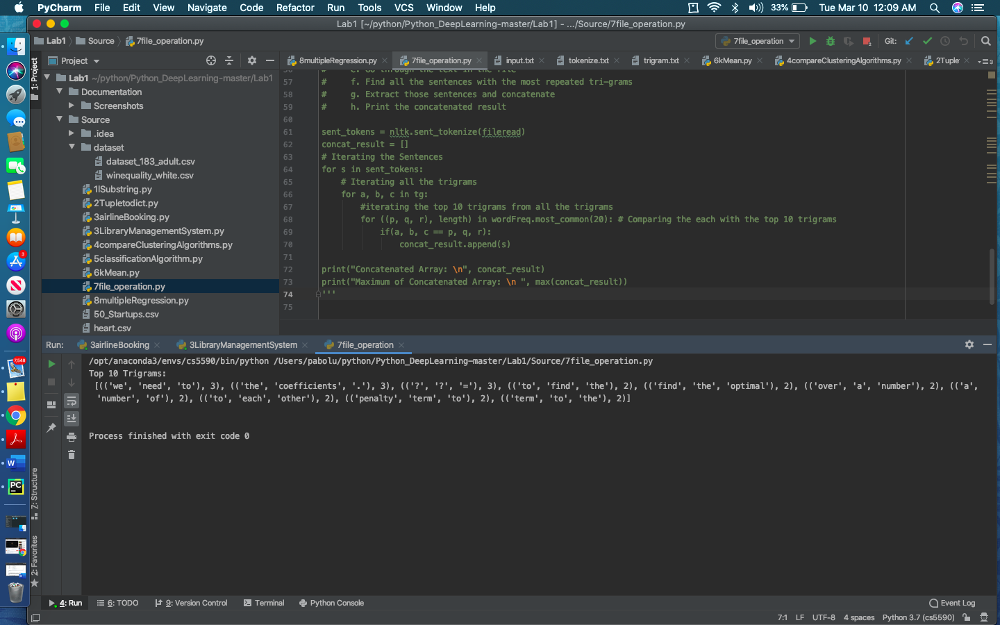 PyCharm File Edit View Navigate Code Refactor Run Tools VCS Window Help 33% Tue Mar 10 12:09 AM
Lab1 [~/python/Python_DeepLearning-master/Lab1] - .../Source/7file_operation.py
Lab1 Source 7file_operation.py 7file_operation Git:
Project 8multipleRegression.py 7file_operation.py input.txt tokenize.txt trigram.txt 6kMean.py 4compareClusteringAlgorithms.py 2Tuple
1: Project
Lab1 ~/python/Python_DeepLearning-master/Lab1
Documentation
Screenshots
Source
.idea
dataset
dataset_183_adult.csv
winequality_white.csv
1lSubstring.py
2Tupletodict.py
3airlineBooking.py
3LibraryManagementSystem.py
4compareClusteringAlgorithms.py
5classificationAlgorithm.py
6kMean.py
7file_operation.py
8multipleRegression.py
50_Startups.csv
heart.csv
56 # e. Go through the text in the file
57 # f. Find all the sentences with the most repeated tri-grams
58 # g. Extract those sentences and concatenate
59 # h. Print the concatenated result
60
61 sent_tokens = nltk.sent_tokenize(fileread)
62 concat_result = []
63 # Iterating the Sentences
64 for s in sent_tokens:
65 # Iterating all the trigrams
66 for a, b, c in tg:
67 #iterating the top 10 trigrams from all the trigrams
68 for ((p, q, r), length) in wordFreq.most_common(20): # Comparing the each with the top 10 trigrams
69 if(a, b, c == p, q, r):
70 concat_result.append(s)
71
72 print("Concatenated Array: \n", concat_result)
73 print("Maximum of Concatenated Array: \n ", max(concat_result))
74 '''
75
Run: 3airlineBooking 3LibraryManagementSystem 7file_operation
/opt/anaconda3/envs/cs5590/bin/python /Users/pabolu/python/Python_DeepLearning-master/Lab1/Source/7file_operation.py
Top 10 Trigrams:
[(('we', 'need', 'to'), 3), (('the', 'coefficients', '.'), 3), (('?', '?', '='), 3), (('to', 'find', 'the'), 2), (('find', 'the', 'optimal'), 2), (('over', 'a', 'number'), 2), (('a',
'number', 'of'), 2), (('to', 'each', 'other'), 2), (('penalty', 'term', 'to'), 2), (('term', 'to', 'the'), 2)]
Process finished with exit code 0
3
7,548
Z: Structure
2: Favorites
4: Run 6: TODO 9: Version Control Terminal Python Console Event Log
7:1 LF UTF-8 4 spaces Python 3.7 (cs5590)